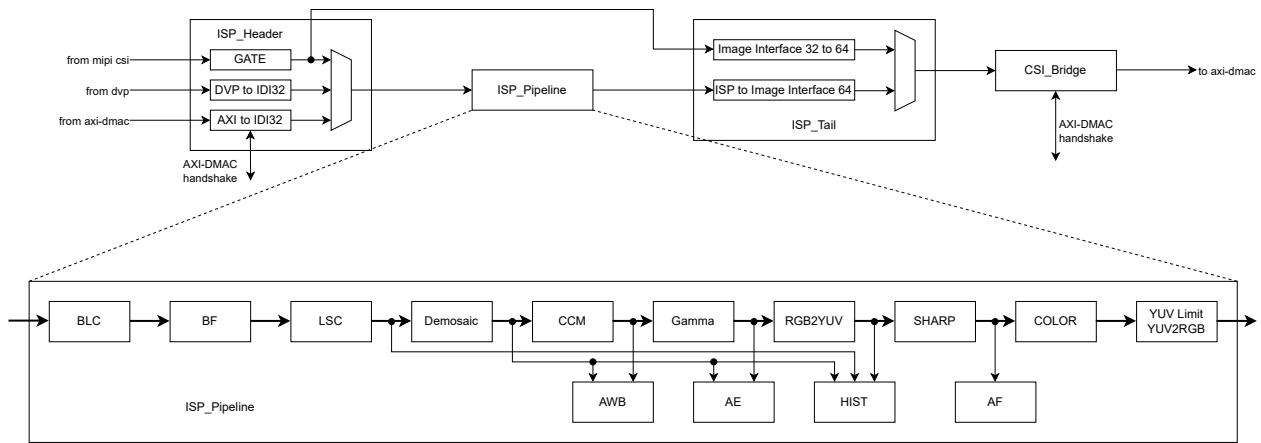 ISP_Header
from mipi csi
GATE
from dvp
DVP to IDI32
from axi-dmac
AXI to IDI32
AXI-DMAC
handshake
ISP_Pipeline
Image Interface 32 to 64
ISP to Image Interface 64
ISP_Tail
CSI_Bridge
to axi-dmac
AXI-DMAC
handshake
BLC
BF
LSC
Demosaic
CCM
Gamma
RGB2YUV
SHARP
COLOR
YUV Limit
YUV2RGB
AWB
AE
HIST
AF
ISP_Pipeline